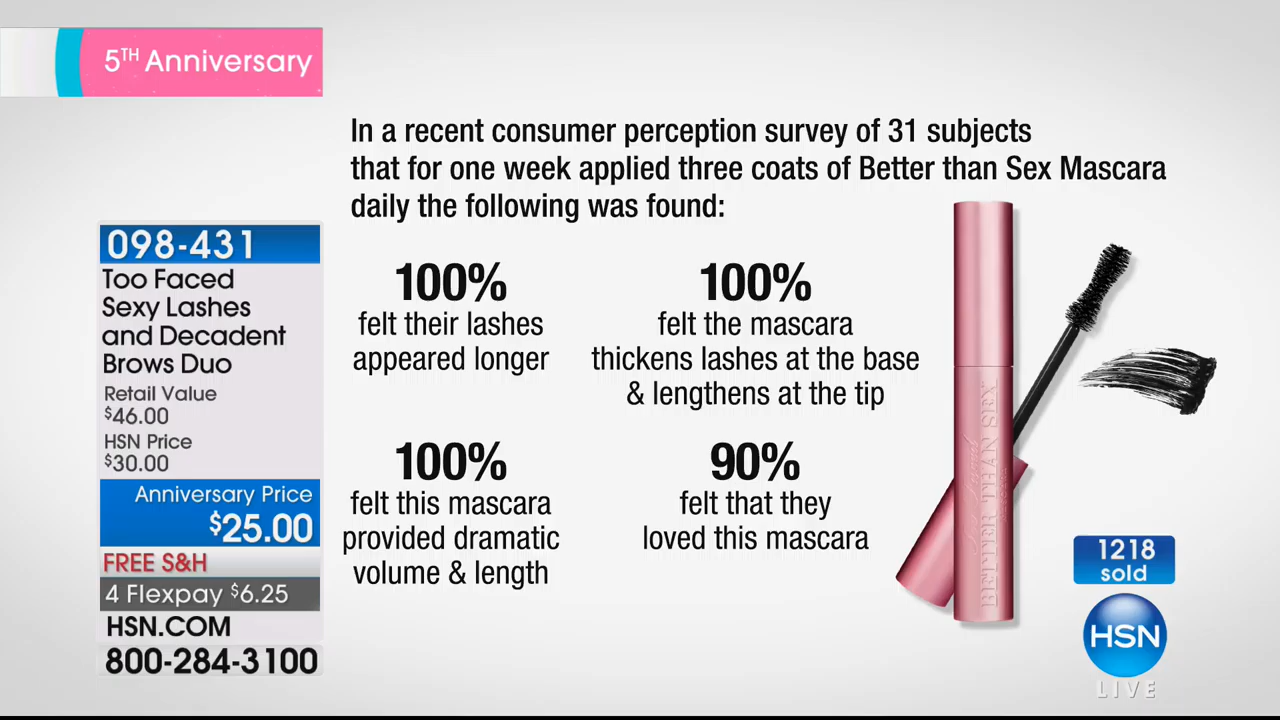 5TH Anniversary
In a recent consumer perception survey of 31 subjects
that for one week applied three coats of Better than Sex Mascara
daily the following was found:
100%
felt their lashes
appeared longer
100%
felt the mascara
thickens lashes at the base
& lengthens at the tip
100%
felt this mascara
provided dramatic
volume & length
90%
felt that they
loved this mascara
098-431
Too Faced
Sexy Lashes
and Decadent
Brows Duo
Retail Value
$46.00
HSN Price
$30.00
Anniversary Price
$25.00
FREE S&H
4 Flexpay $6.25
HSN.COM
800-284-3100
Too Faced
BETTER THAN SEX
1218
sold
HSN
LIVE